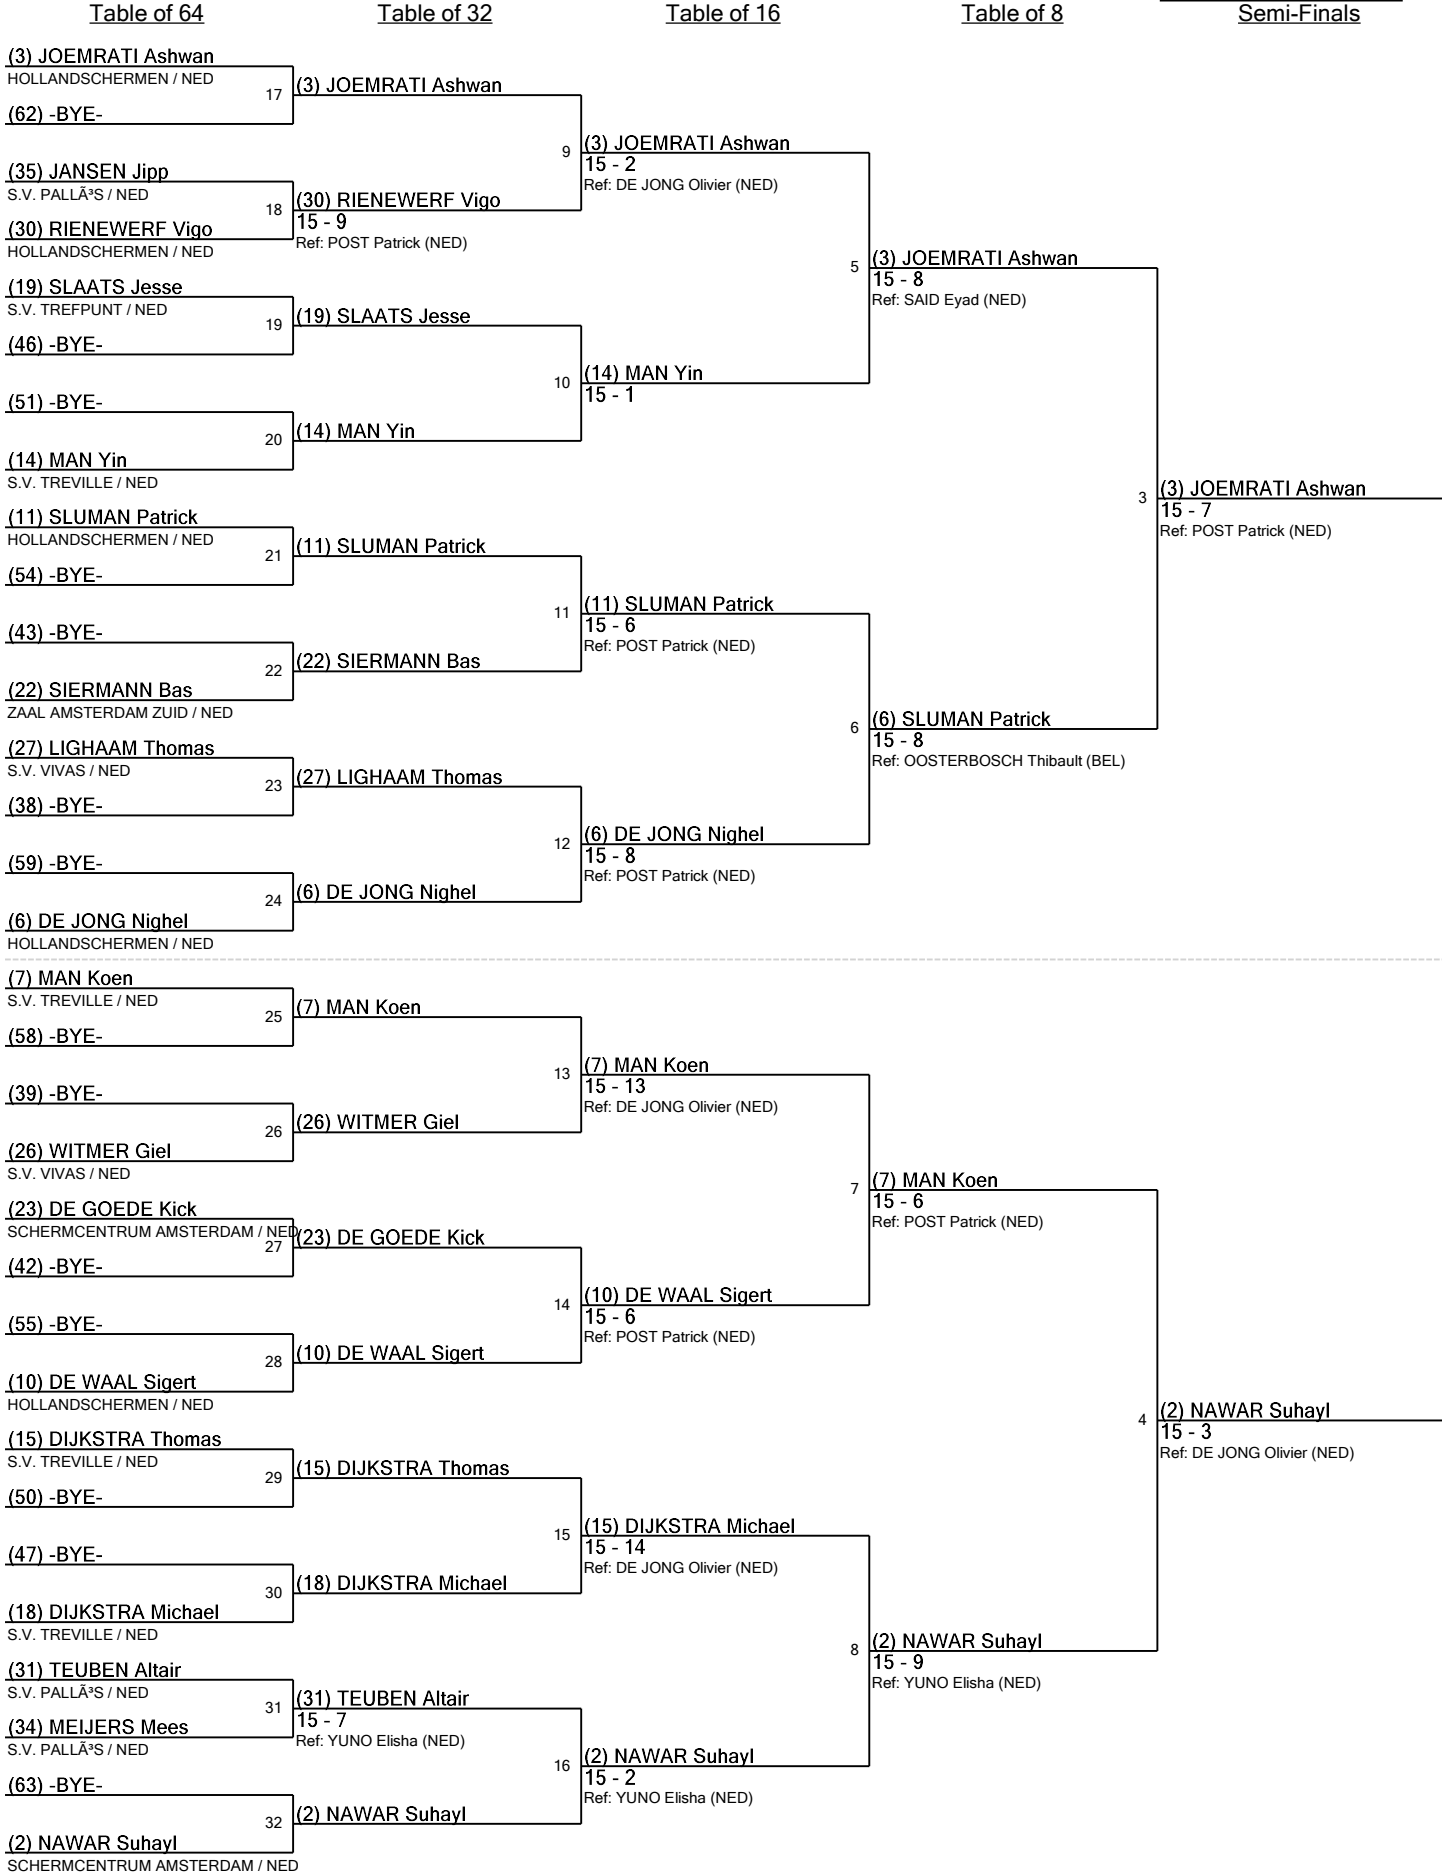 Table of 64
Table of 32
Table of 16
Table of 8
Semi-Finals
(3) JOEMRATI Ashwan
HOLLANDSCHERMEN / NED
17
(62) -BYE-
(35) JANSEN Jipp
S.V. PALLÃ³S / NED
18
(30) RIENEWERF Vigo
HOLLANDSCHERMEN / NED
(19) SLAATS Jesse
S.V. TREFPUNT / NED
19
(46) -BYE-
(51) -BYE-
20
(14) MAN Yin
S.V. TREVILLE / NED
(11) SLUMAN Patrick
HOLLANDSCHERMEN / NED
21
(54) -BYE-
(43) -BYE-
22
(22) SIERMANN Bas
ZAAL AMSTERDAM ZUID / NED
(27) LIGHAAM Thomas
S.V. VIVAS / NED
23
(38) -BYE-
(59) -BYE-
24
(6) DE JONG Nighel
HOLLANDSCHERMEN / NED
(7) MAN Koen
S.V. TREVILLE / NED
25
(58) -BYE-
(39) -BYE-
26
(26) WITMER Giel
S.V. VIVAS / NED
(23) DE GOEDE Kick
SCHERMCENTRUM AMSTERDAM / NED
27
(42) -BYE-
(55) -BYE-
28
(10) DE WAAL Sigert
HOLLANDSCHERMEN / NED
(15) DIJKSTRA Thomas
S.V. TREVILLE / NED
29
(50) -BYE-
(47) -BYE-
30
(18) DIJKSTRA Michael
S.V. TREVILLE / NED
(31) TEUBEN Altair
S.V. PALLÃ³S / NED
31
(34) MEIJERS Mees
S.V. PALLÃ³S / NED
(63) -BYE-
32
(2) NAWAR Suhayl
SCHERMCENTRUM AMSTERDAM / NED
(3) JOEMRATI Ashwan
9
(30) RIENEWERF Vigo
15 - 9
Ref: POST Patrick (NED)
(19) SLAATS Jesse
10
(14) MAN Yin
(11) SLUMAN Patrick
11
(22) SIERMANN Bas
(27) LIGHAAM Thomas
12
(6) DE JONG Nighel
(7) MAN Koen
13
(26) WITMER Giel
(23) DE GOEDE Kick
14
(10) DE WAAL Sigert
(15) DIJKSTRA Thomas
15
(18) DIJKSTRA Michael
(31) TEUBEN Altair
15 - 7
Ref: YUNO Elisha (NED)
16
(2) NAWAR Suhayl
(3) JOEMRATI Ashwan
15 - 2
Ref: DE JONG Olivier (NED)
5
(14) MAN Yin
15 - 1
(11) SLUMAN Patrick
15 - 6
Ref: POST Patrick (NED)
6
(6) DE JONG Nighel
15 - 8
Ref: POST Patrick (NED)
(7) MAN Koen
15 - 13
Ref: DE JONG Olivier (NED)
7
(10) DE WAAL Sigert
15 - 6
Ref: POST Patrick (NED)
(15) DIJKSTRA Michael
15 - 14
Ref: DE JONG Olivier (NED)
8
(2) NAWAR Suhayl
15 - 2
Ref: YUNO Elisha (NED)
(3) JOEMRATI Ashwan
15 - 8
Ref: SAID Eyad (NED)
3
(6) SLUMAN Patrick
15 - 8
Ref: OOSTERBOSCH Thibault (BEL)
(7) MAN Koen
15 - 6
Ref: POST Patrick (NED)
4
(2) NAWAR Suhayl
15 - 9
Ref: YUNO Elisha (NED)
(3) JOEMRATI Ashwan
15 - 7
Ref: POST Patrick (NED)
(2) NAWAR Suhayl
15 - 3
Ref: DE JONG Olivier (NED)